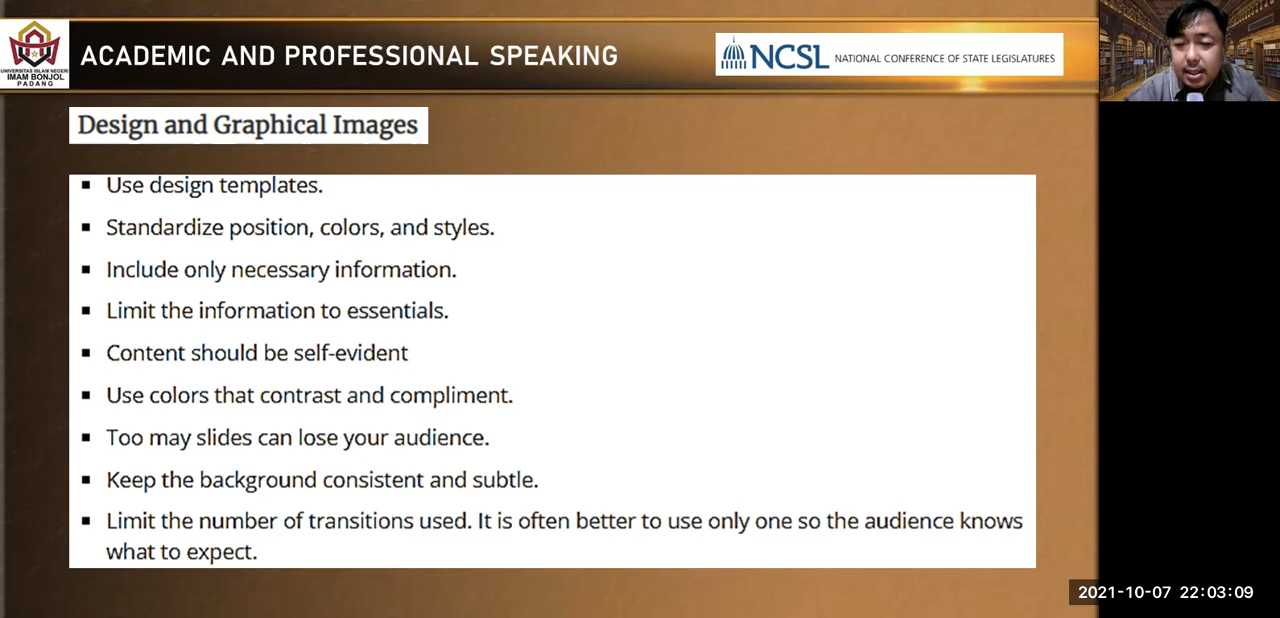 UNIVERSITAS ISLAM NEGERI
IMAM BONJOL
PADANG
ACADEMIC AND PROFESSIONAL SPEAKING
NCSL NATIONAL CONFERENCE OF STATE LEGISLATURES
Design and Graphical Images
▪ Use design templates.
▪ Standardize position, colors, and styles.
▪ Include only necessary information.
▪ Limit the information to essentials.
▪ Content should be self-evident
▪ Use colors that contrast and compliment.
▪ Too may slides can lose your audience.
▪ Keep the background consistent and subtle.
▪ Limit the number of transitions used. It is often better to use only one so the audience knows
what to expect.
2021-10-07 22:03:09